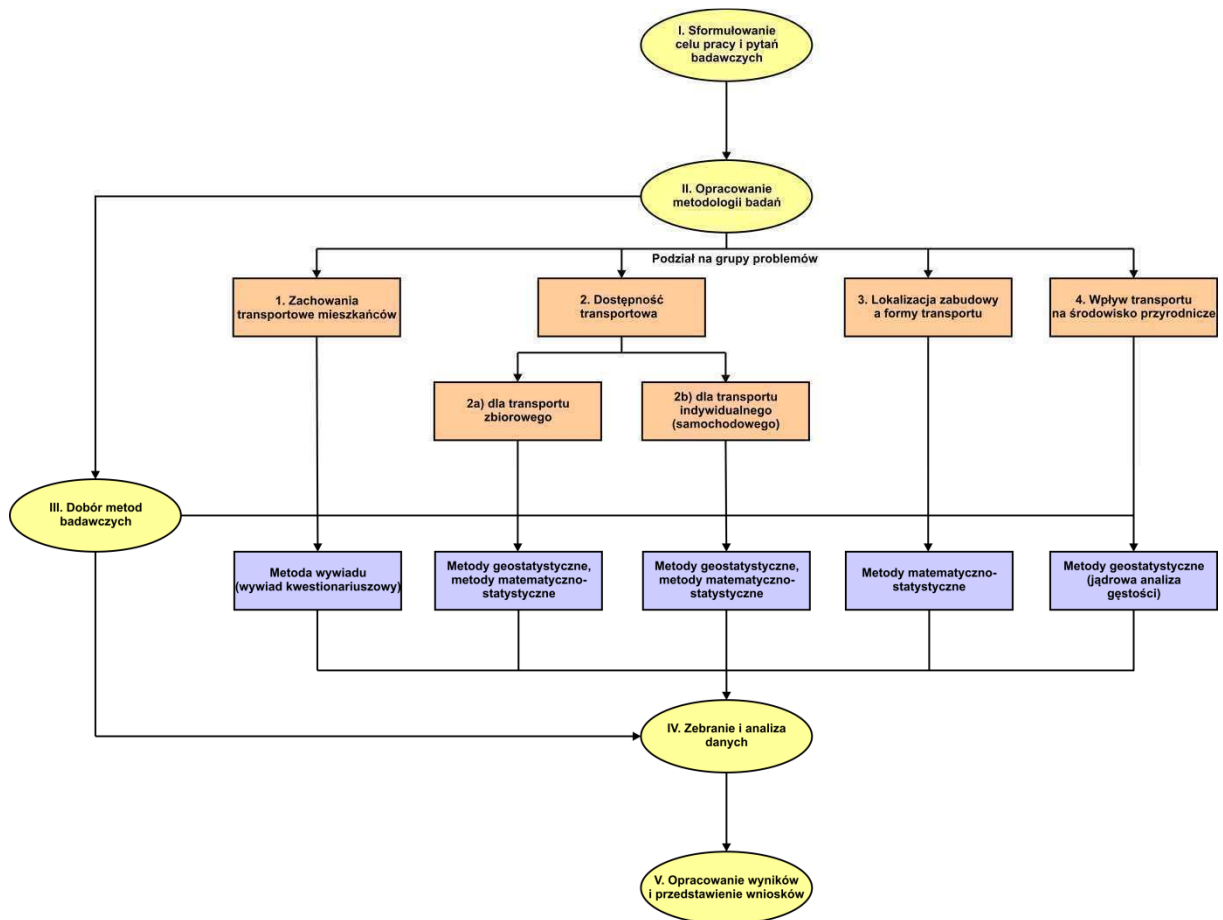 I. Sformułowanie
celu pracy i pytań
badawczych
II. Opracowanie
metodologii badań
Podział na grupy problemów
1. Zachowania
transportowe mieszkańców
2. Dostępność
transportowa
3. Lokalizacja zabudowy
a formy transportu
4. Wpływ transportu
na środowisko przyrodnicze
2a) dla transportu
zbiorowego
2b) dla transportu
indywidualnego
(samochodowego)
III. Dobór metod
badawczych
Metoda wywiadu
(wywiad kwestionariuszowy)
Metody geostatystyczne,
metody matematyczno-
statystyczne
Metody geostatystyczne,
metody matematyczno-
statystyczne
Metody matematyczno-
statystyczne
Metody geostatystyczne
(jądrowa analiza
gęstości)
IV. Zebranie i analiza
danych
V. Opracowanie wyników
i przedstawienie wniosków